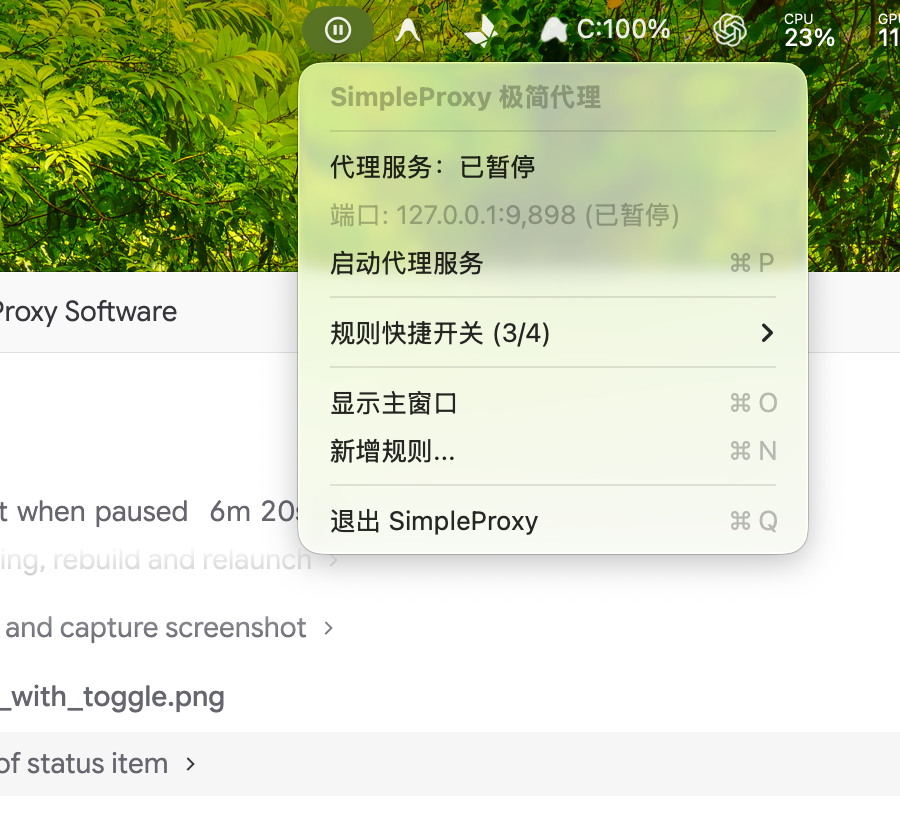 C:100%
CPU
23%
GPU
11
SimpleProxy 极简代理
代理服务：已暂停
端口: 127.0.0.1:9,898 (已暂停)
启动代理服务 ⌘ P
Proxy Software
规则快捷开关 (3/4)
显示主窗口 ⌘ O
新增规则... ⌘ N
t when paused 6m 20s
退出 SimpleProxy ⌘ Q
ing, rebuild and relaunch
and capture screenshot
_with_toggle.png
of status item